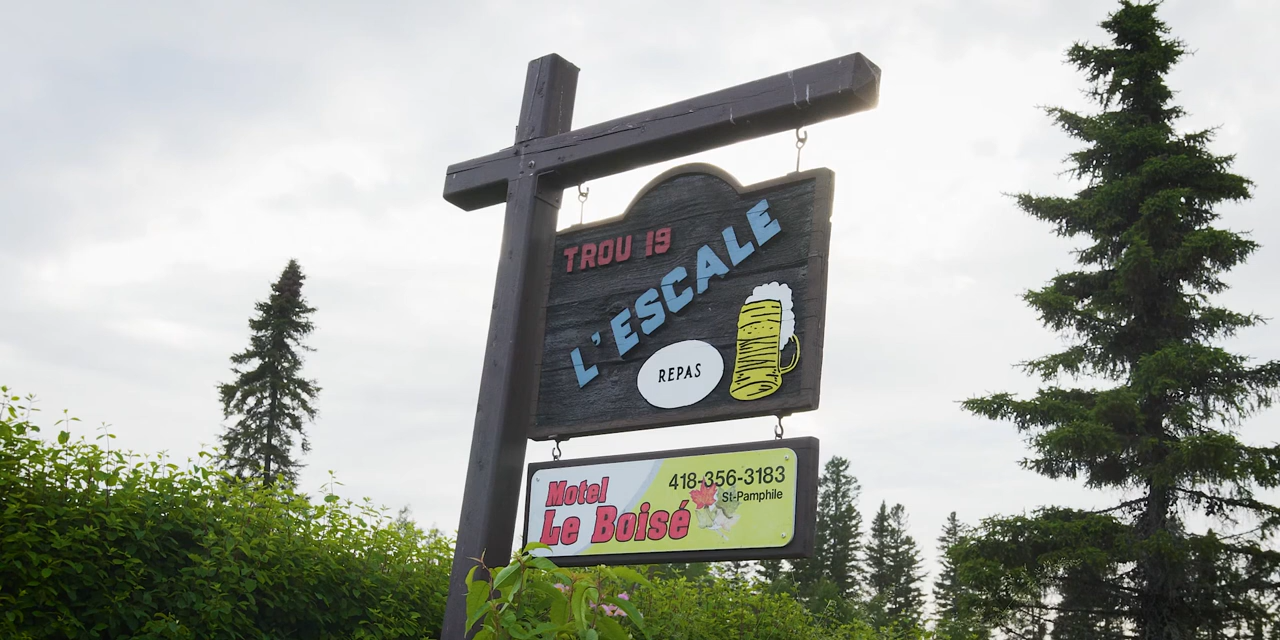 TROU 19
L'ESCALE
REPAS
418-356-3183
St-Pamphile
Motel
Le Boisé